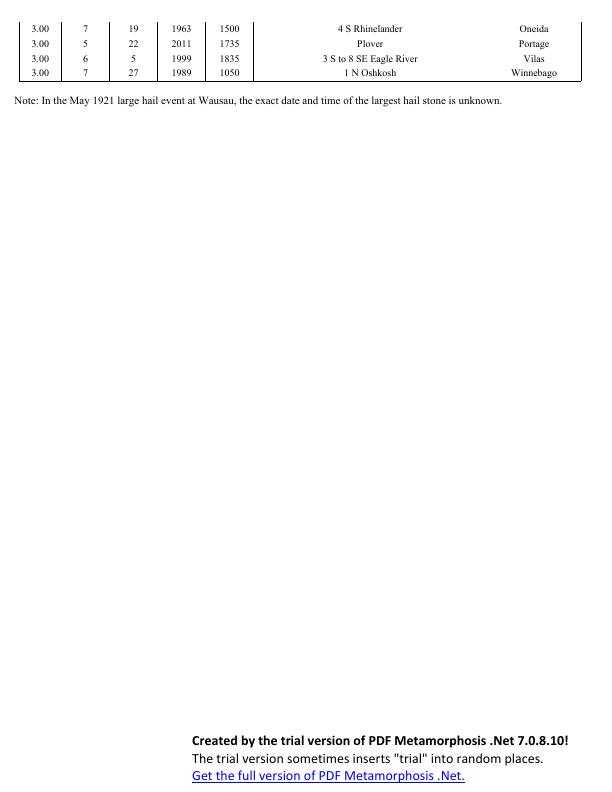 3.00 7 19 1963 1500 4 S Rhinelander Oneida
3.00 5 22 2011 1735 Plover Portage
3.00 6 5 1999 1835 3 S to 8 SE Eagle River Vilas
3.00 7 27 1989 1050 1 N Oshkosh Winnebago
Note: In the May 1921 large hail event at Wausau, the exact date and time of the largest hail stone is unknown.
Created by the trial version of PDF Metamorphosis .Net 7.0.8.10!
The trial version sometimes inserts "trial" into random places.
Get the full version of PDF Metamorphosis .Net.